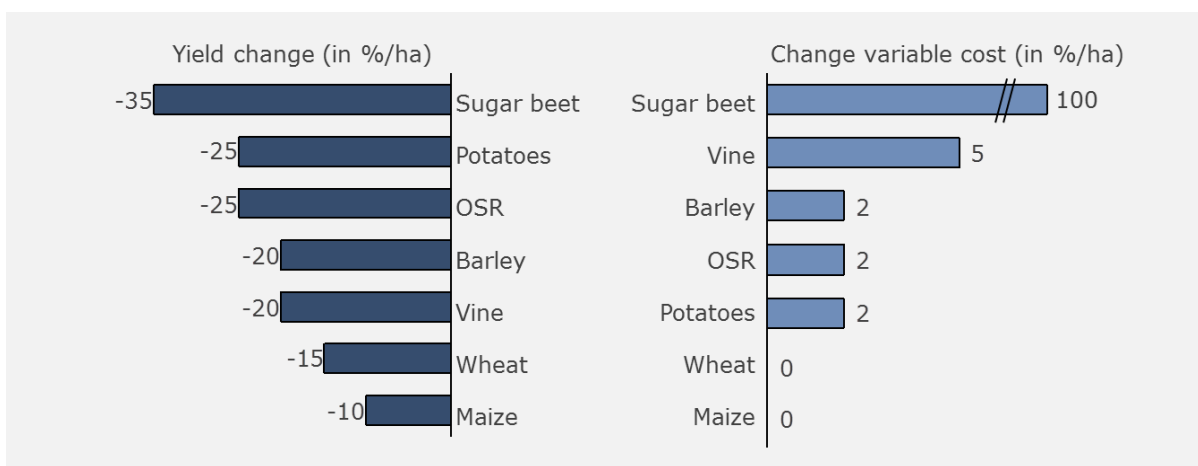 Yield change (in %/ha)
-35 Sugar beet
-25 Potatoes
-25 OSR
-20 Barley
-20 Vine
-15 Wheat
-10 Maize
Change variable cost (in %/ha)
Sugar beet 100
Vine 5
Barley 2
OSR 2
Potatoes 2
Wheat 0
Maize 0